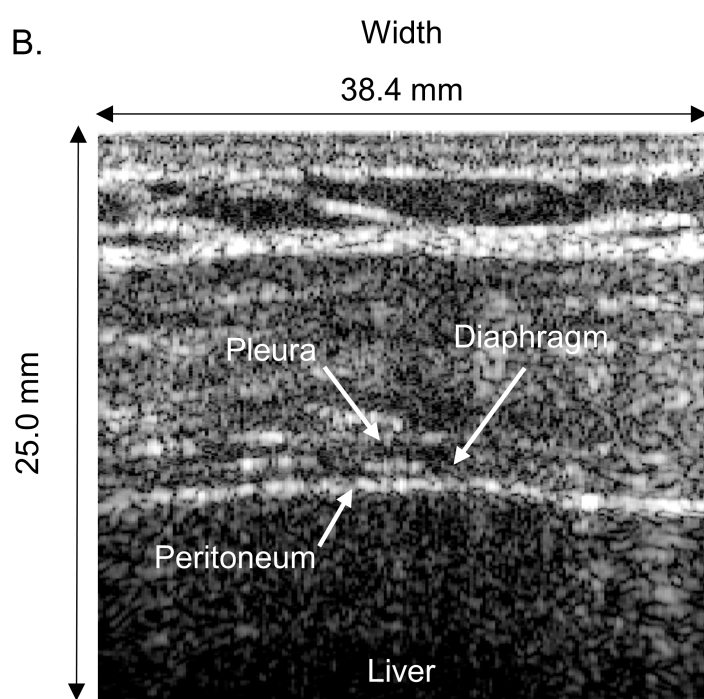 B.
Width
38.4 mm
25.0 mm
Pleura
Diaphragm
Peritoneum
Liver